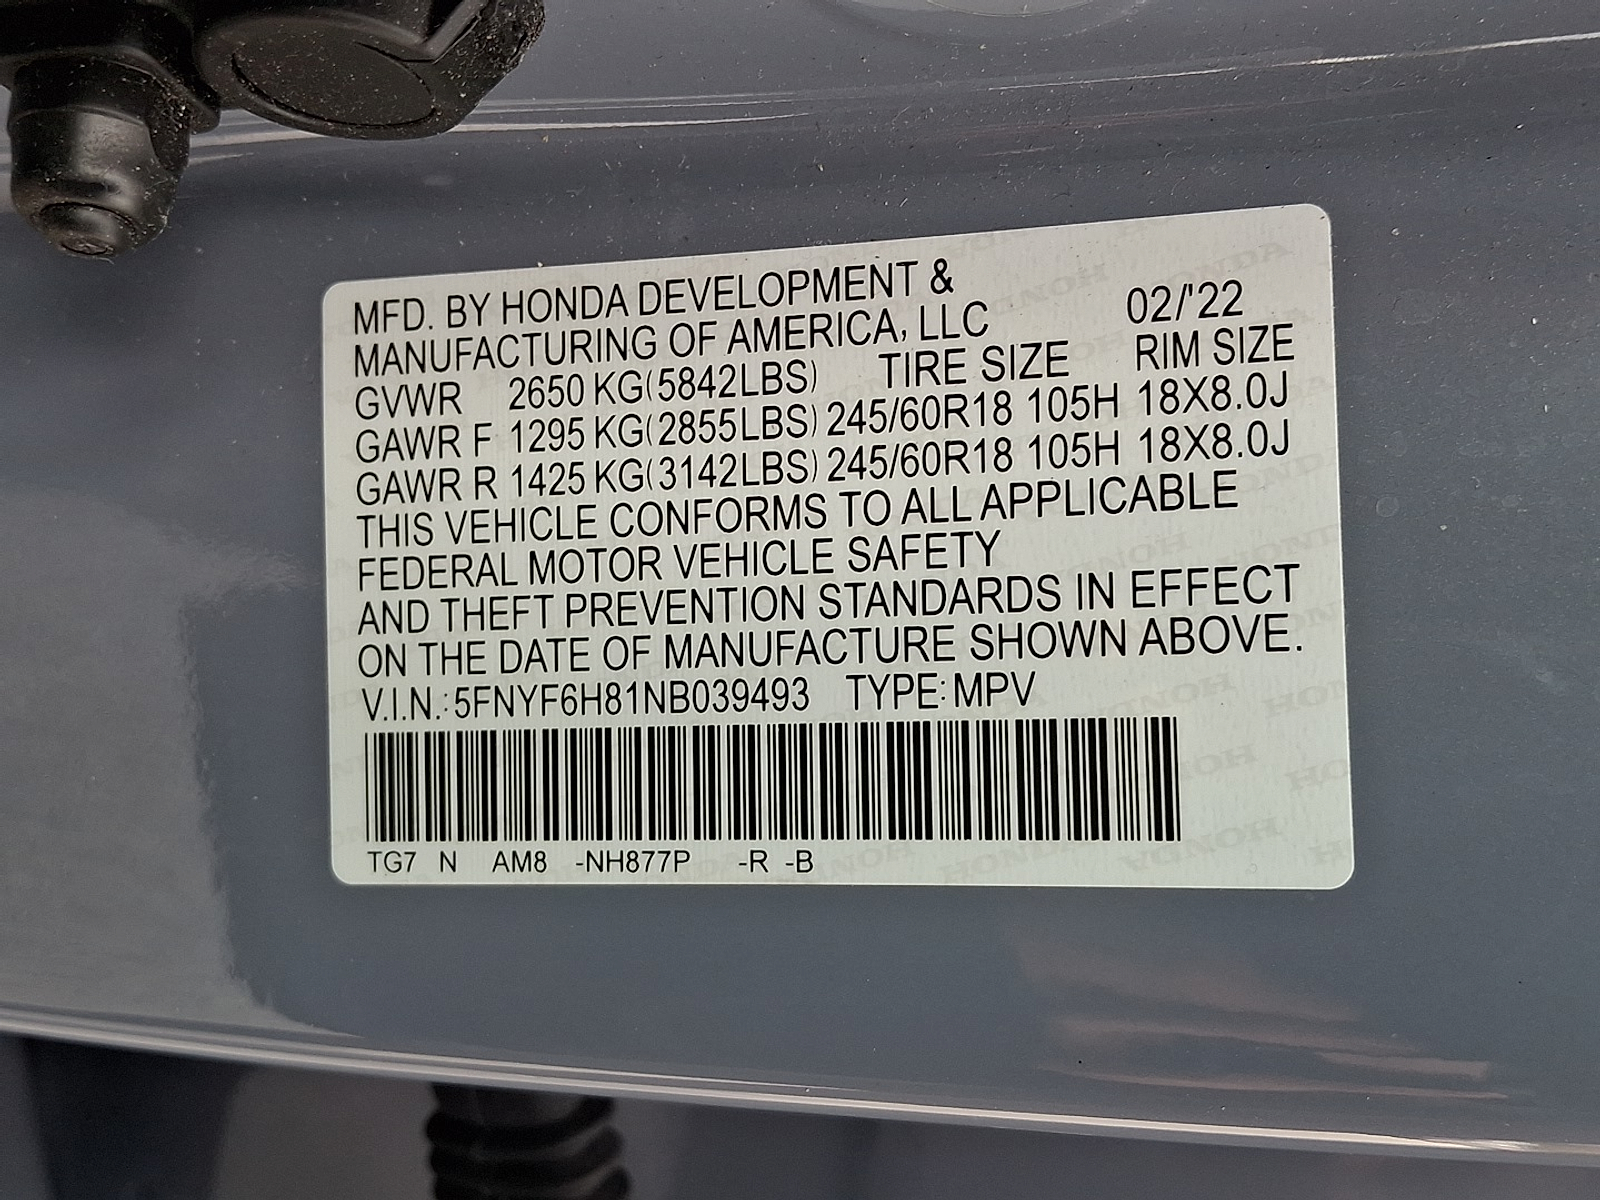 MFD. BY HONDA DEVELOPMENT &
MANUFACTURING OF AMERICA, LLC 02/'22
GVWR 2650 KG(5842LBS) TIRE SIZE RIM SIZE
GAWR F 1295 KG(2855LBS) 245/60R18 105H 18X8.0J
GAWR R 1425 KG(3142LBS) 245/60R18 105H 18X8.0J
THIS VEHICLE CONFORMS TO ALL APPLICABLE
FEDERAL MOTOR VEHICLE SAFETY
AND THEFT PREVENTION STANDARDS IN EFFECT
ON THE DATE OF MANUFACTURE SHOWN ABOVE.
V.I.N.: 5FNYF6H81NB039493 TYPE: MPV
TG7 N AM8 -NH877P -R -B